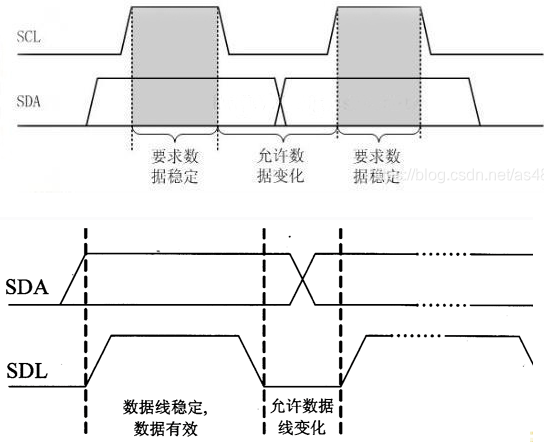 SCL
SDA
要求数
据稳定
允许数
据变化
要求数
据稳定
http://blog.csdn.net/as48
SDA
SDL
数据线稳定,
数据有效
允许数据
线变化